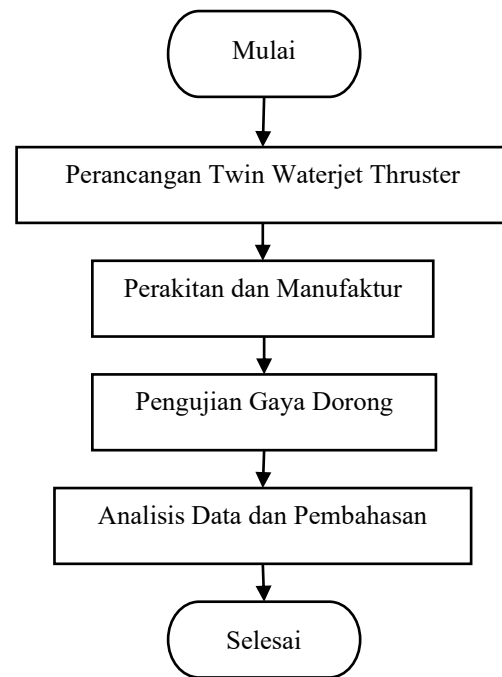 Mulai
Perancangan Twin Waterjet Thruster
Perakitan dan Manufaktur
Pengujian Gaya Dorong
Analisis Data dan Pembahasan
Selesai